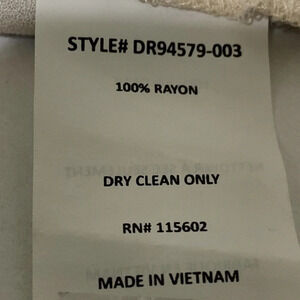 STYLE# DR94579-003
100% RAYON
DRY CLEAN ONLY
RN# 115602
MADE IN VIETNAM